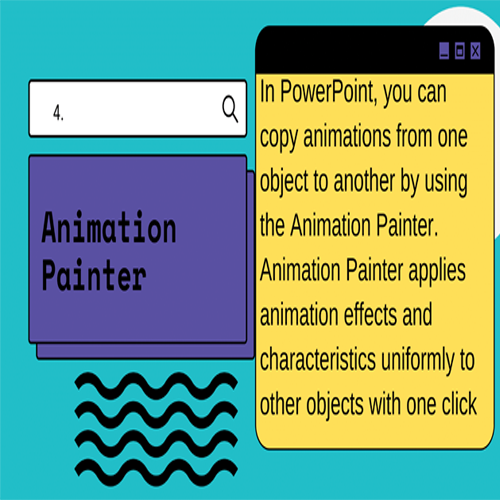 4.
Animation
Painter
In PowerPoint, you can
copy animations from one
object to another by using
the Animation Painter.
Animation Painter applies
animation effects and
characteristics uniformly to
other objects with one click